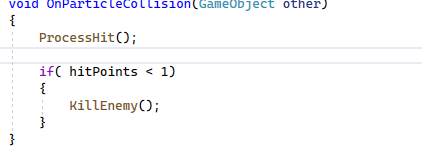 void OnParticleCollision(GameObject other)
{
ProcessHit();
if( hitPoints < 1)
{
KillEnemy();
}
}